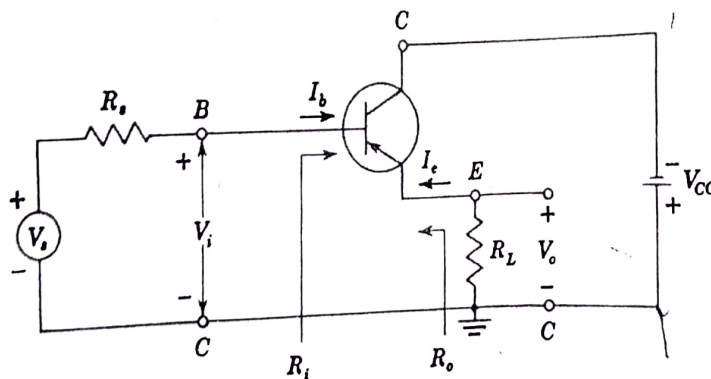 C
R_s
B
I_b
+
I_e
E
-
V_CC
+
+
V_s
-
V_i
+
R_L
V_o
-
-
C
C
R_i
R_o